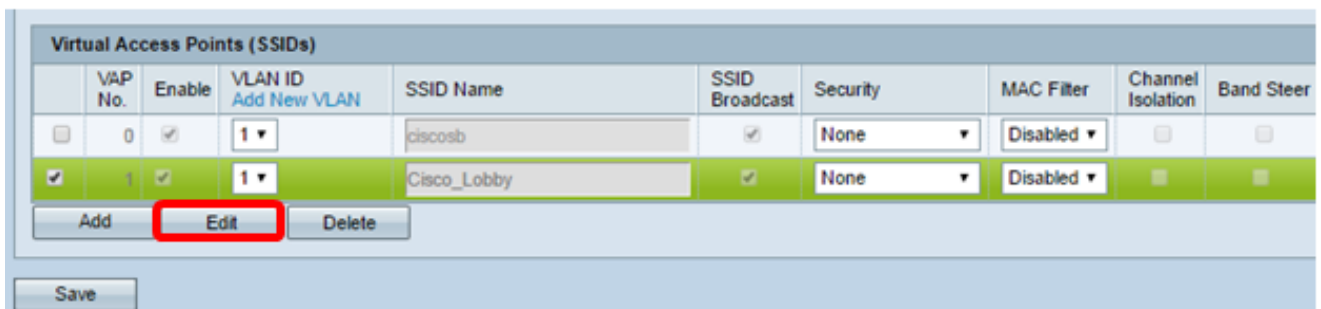 Virtual Access Points (SSIDs)
VAP No. Enable VLAN ID Add New VLAN SSID Name SSID Broadcast Security MAC Filter Channel Isolation Band Steer
0 1 ciscosb None Disabled
1 1 Cisco_Lobby None Disabled
Add Edit Delete
Save